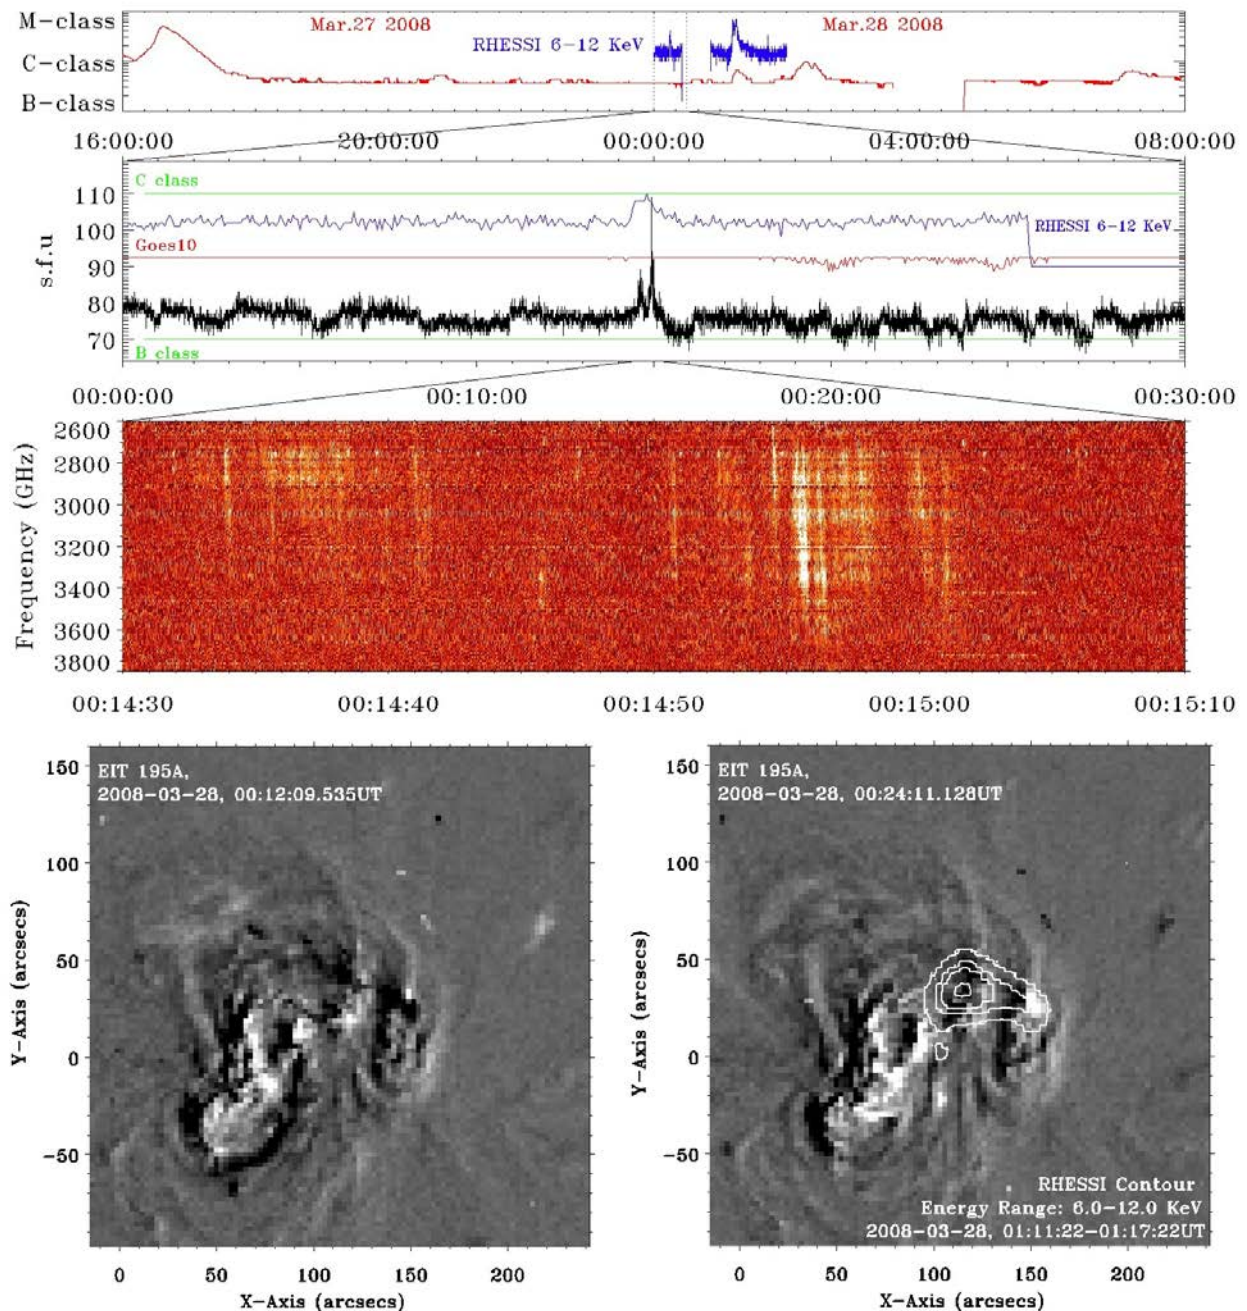 M-class
Mar.27 2008
Mar.28 2008
RHESSI 6-12 KeV
C-class
B-class
16:00:00 20:00:00 00:00:00 04:00:00 08:00:00
C class
110
100
RHESSI 6-12 KeV
Goes10
s.f.u
90
80
70
B class
00:00:00 00:10:00 00:20:00 00:30:00
2600
2800
3000
3200
3400
3600
3800
Frequency (GHz)
00:14:30 00:14:40 00:14:50 00:15:00 00:15:10
150
100
50
0
-50
Y-Axis (arcsecs)
EIT 195A,
2008-03-28, 00:12:09.535UT
0 50 100 150 200
X-Axis (arcsecs)
150
100
50
0
-50
Y-Axis (arcsecs)
EIT 195A,
2008-03-28, 00:24:11.128UT
RHESSI Contour
Energy Range: 6.0-12.0 KeV
2008-03-28, 01:11:22-01:17:22UT
0 50 100 150 200
X-Axis (arcsecs)